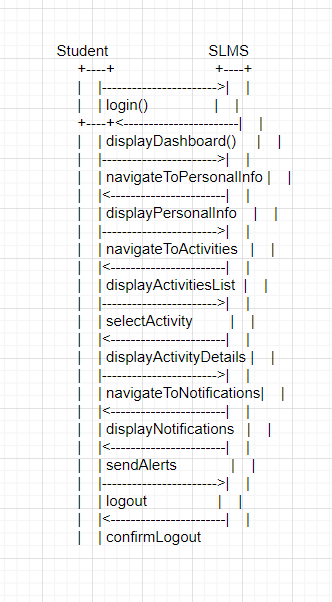 Student SLMS
+----+ +----+
| |----------------------->| |
| | login() | |
+----+<-----------------------| |
| | displayDashboard() | |
| |----------------------->| |
| | navigateToPersonalInfo | |
| |<-----------------------| |
| | displayPersonalInfo | |
| |----------------------->| |
| | navigateToActivities | |
| |<-----------------------| |
| | displayActivitiesList | |
| |----------------------->| |
| | selectActivity | |
| |<-----------------------| |
| | displayActivityDetails | |
| |----------------------->| |
| | navigateToNotifications| |
| |<-----------------------| |
| | displayNotifications | |
| |<-----------------------| |
| | sendAlerts | |
| |----------------------->| |
| | logout | |
| |<-----------------------| |
| | confirmLogout